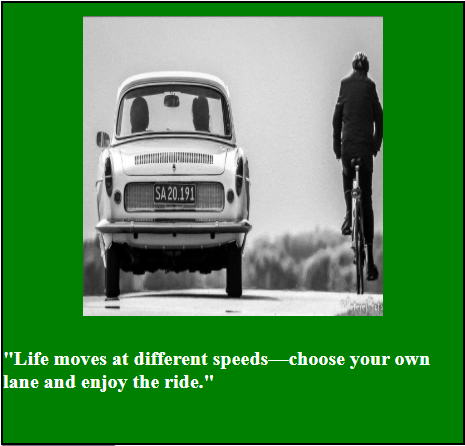 SA 20.191
"Life moves at different speeds—choose your own
lane and enjoy the ride."